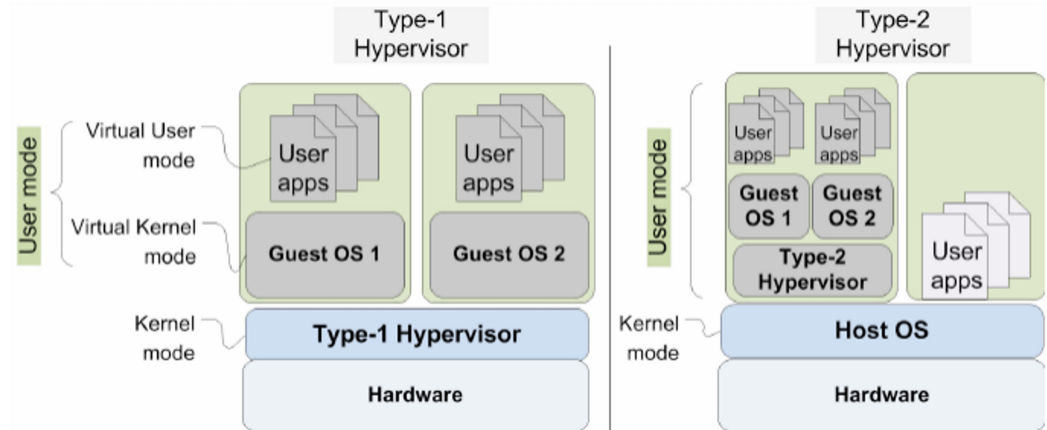 Type-1
Hypervisor
User mode
Virtual User
mode
User
apps
User
apps
Virtual Kernel
mode
Guest OS 1
Guest OS 2
Kernel
mode
Type-1 Hypervisor
Hardware
Type-2
Hypervisor
User mode
User
apps
User
apps
Guest
OS 1
Guest
OS 2
Type-2
Hypervisor
User
apps
Kernel
mode
Host OS
Hardware